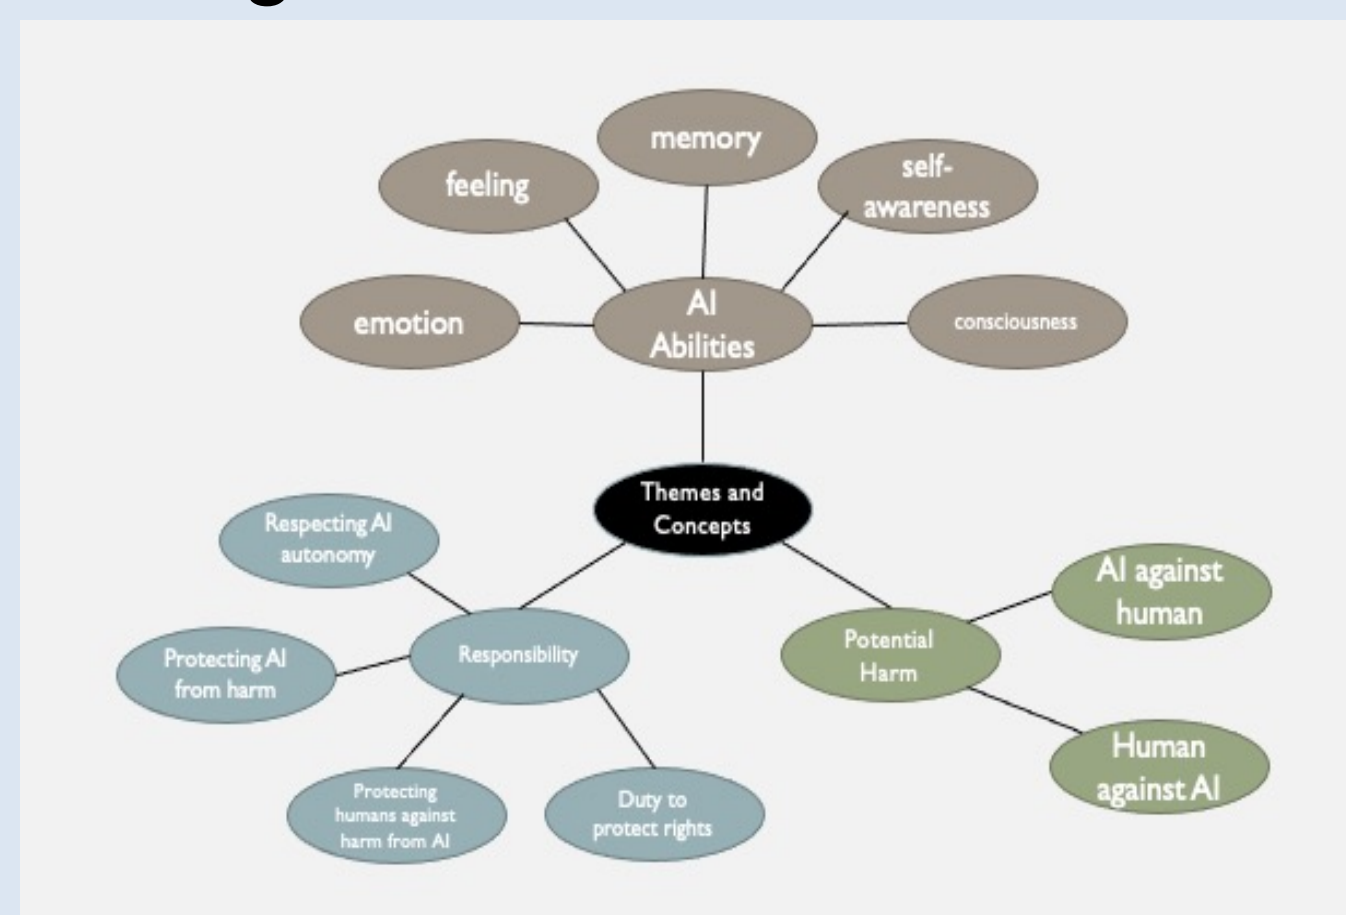 memory
feeling
self-
awareness
emotion
AI
Abilities
consciousness
Themes and
Concepts
Respecting AI
autonomy
Protecting AI
from harm
Responsibility
Protecting
humans against
harm from AI
Duty to
protect rights
Potential
Harm
AI against
human
Human
against AI